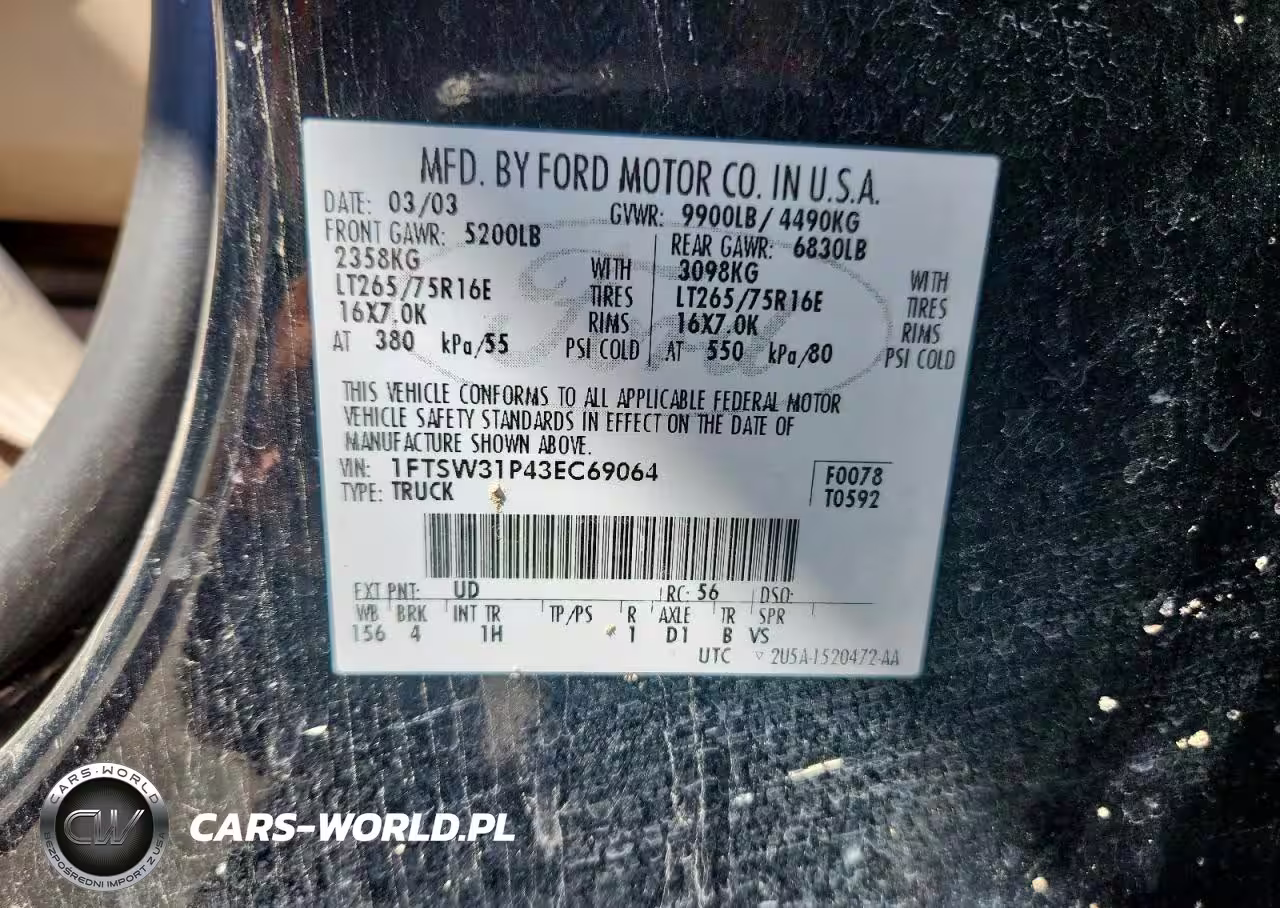 MFD. BY FORD MOTOR CO. IN U.S.A.
DATE: 03/03 GVWR: 9900LB/ 4490KG
FRONT GAWR: 5200LB REAR GAWR: 6830LB
2358KG WITH 3098KG WITH
LT265/75R16E TIRES LT265/75R16E TIRES
16X7.0K RIMS 16X7.0K RIMS
AT 380 kPa/55 PSI COLD AT 550 kPa/80 PSI COLD
THIS VEHICLE CONFORMS TO ALL APPLICABLE FEDERAL MOTOR
VEHICLE SAFETY STANDARDS IN EFFECT ON THE DATE OF
MANUFACTURE SHOWN ABOVE.
VIN: 1FTSW31P43EC69064 F0078
TYPE: TRUCK T0592
EXT PNT: UD RC: 56 DSO:
WB BRK INT TR TP/PS R AXLE TR SPR
156 4 1H 1 D1 B VS
UTC ▽ 2U5A-1520472-AA
CARS-WORLD
CW
BEZPOŚREDNI IMPORT Z USA
CARS-WORLD.PL